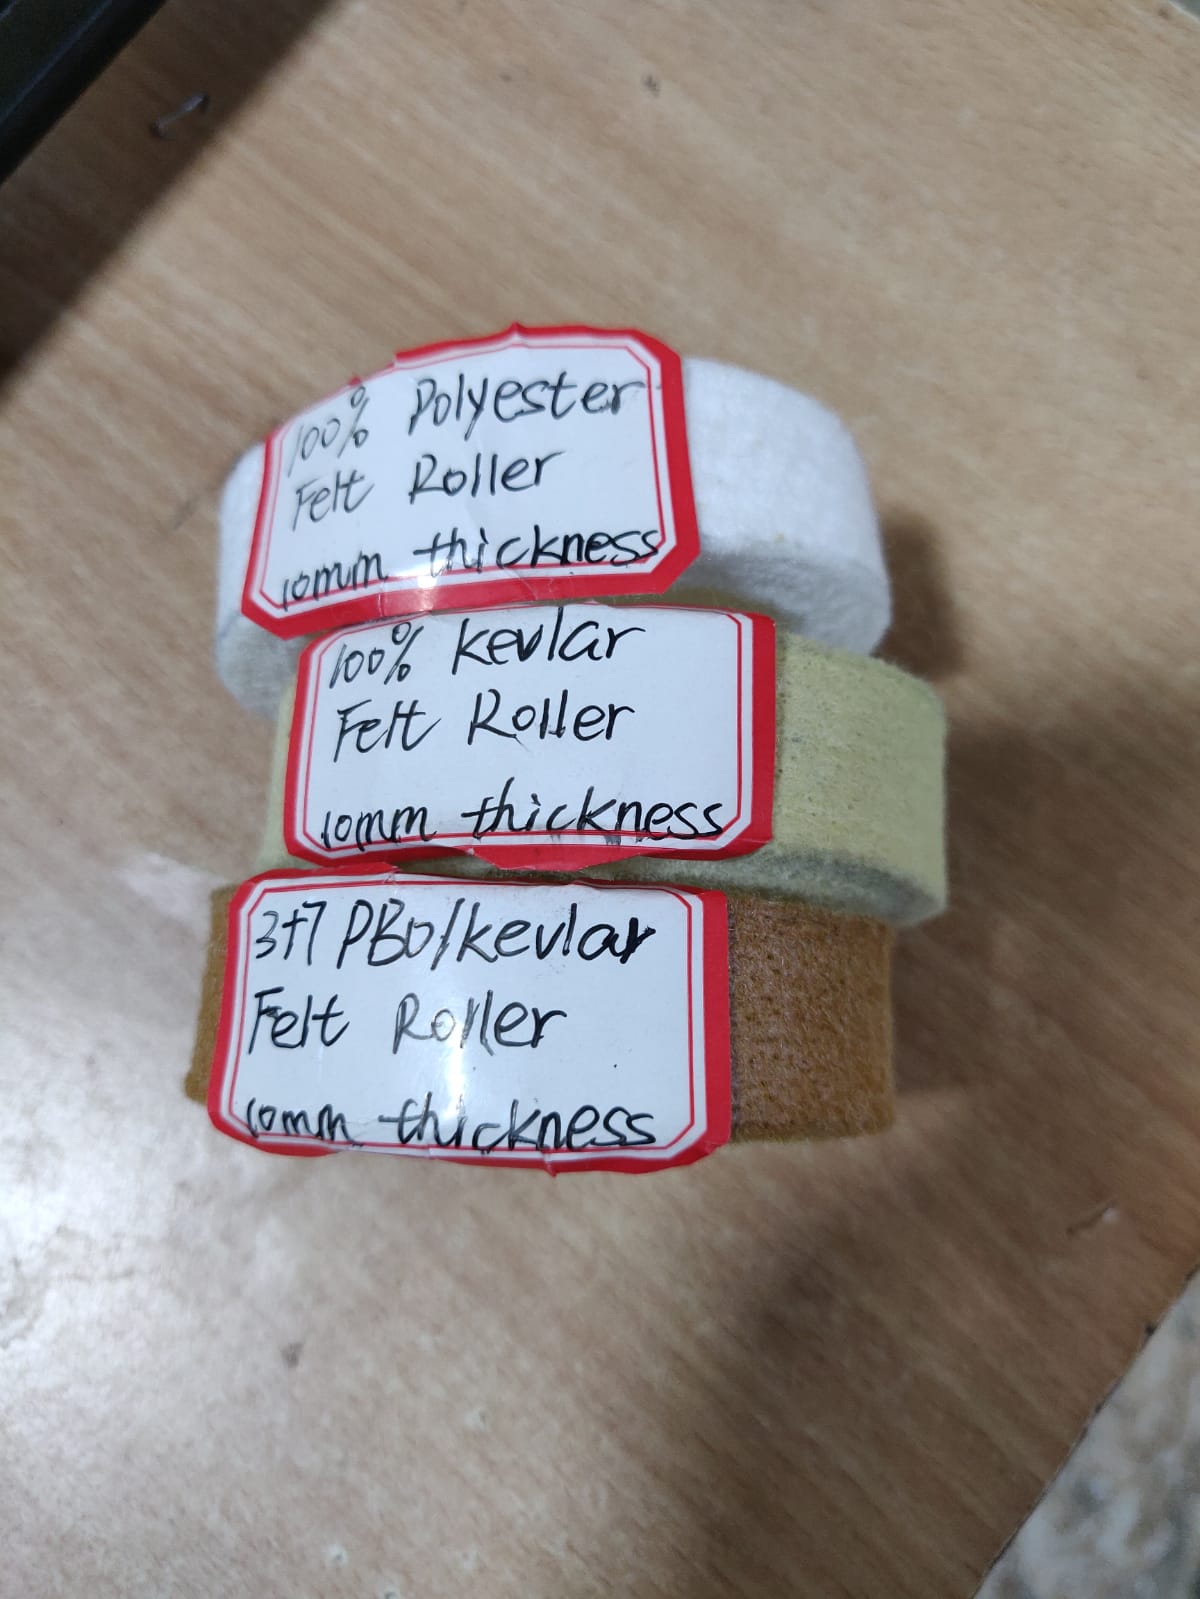 100% Polyester
Felt Roller
10mm thickness
100% kevlar
Felt Roller
10mm thickness
3+7 PBO/kevlar
Felt Roller
10mm thickness